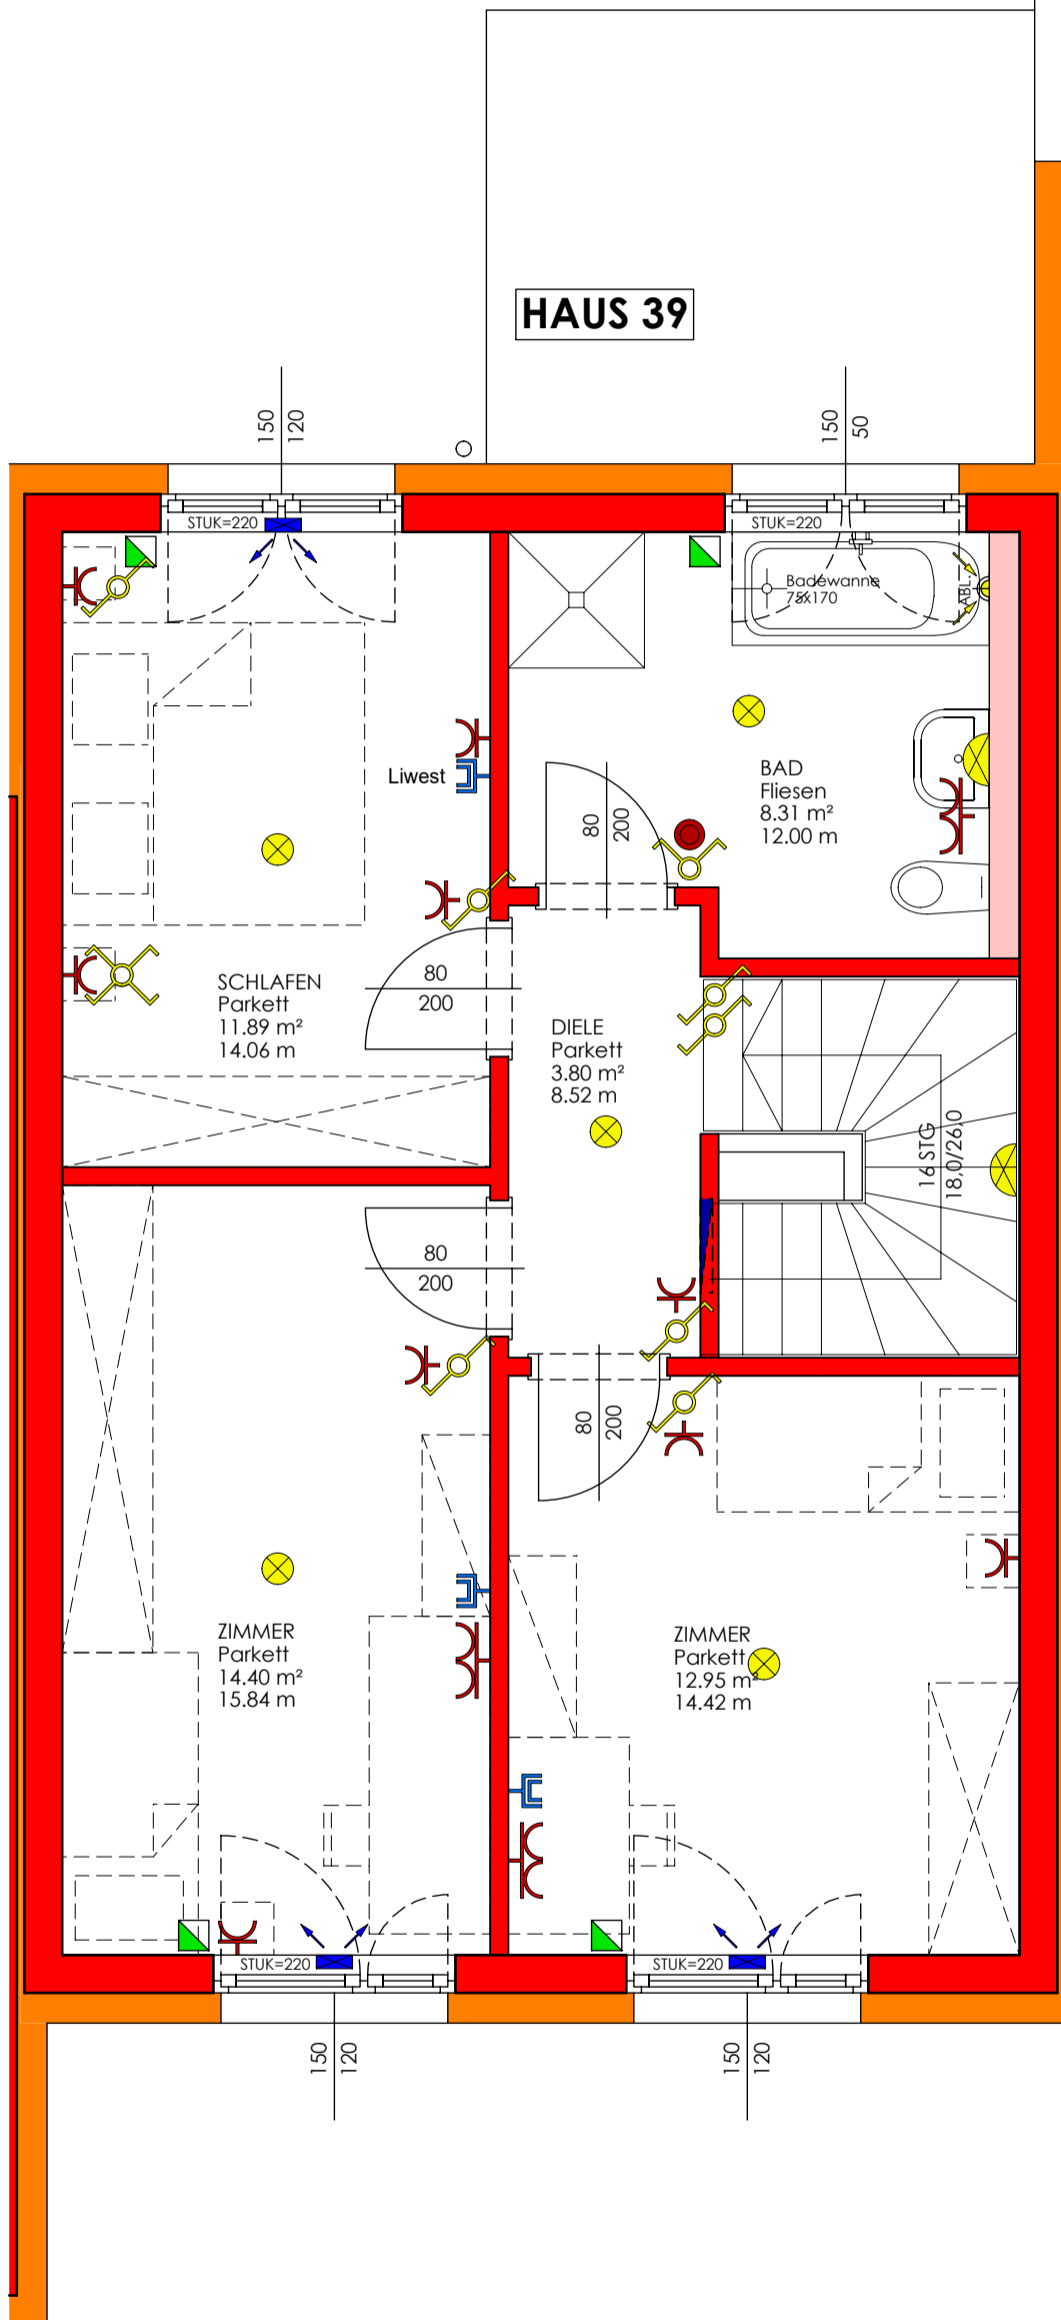 HAUS 39
150
120
150
50
STUK=220
STUK=220
Badewanne
75x170
ABL.
Liwest
BAD
Fliesen
8.31 m²
12.00 m
80
200
SCHLAFEN
Parkett
11.89 m²
14.06 m
80
200
DIELE
Parkett
3.80 m²
8.52 m
16 STG
18,0/26,0
80
200
80
200
ZIMMER
Parkett
14.40 m²
15.84 m
ZIMMER
Parkett
12.95 m²
14.42 m
STUK=220
STUK=220
150
120
150
120